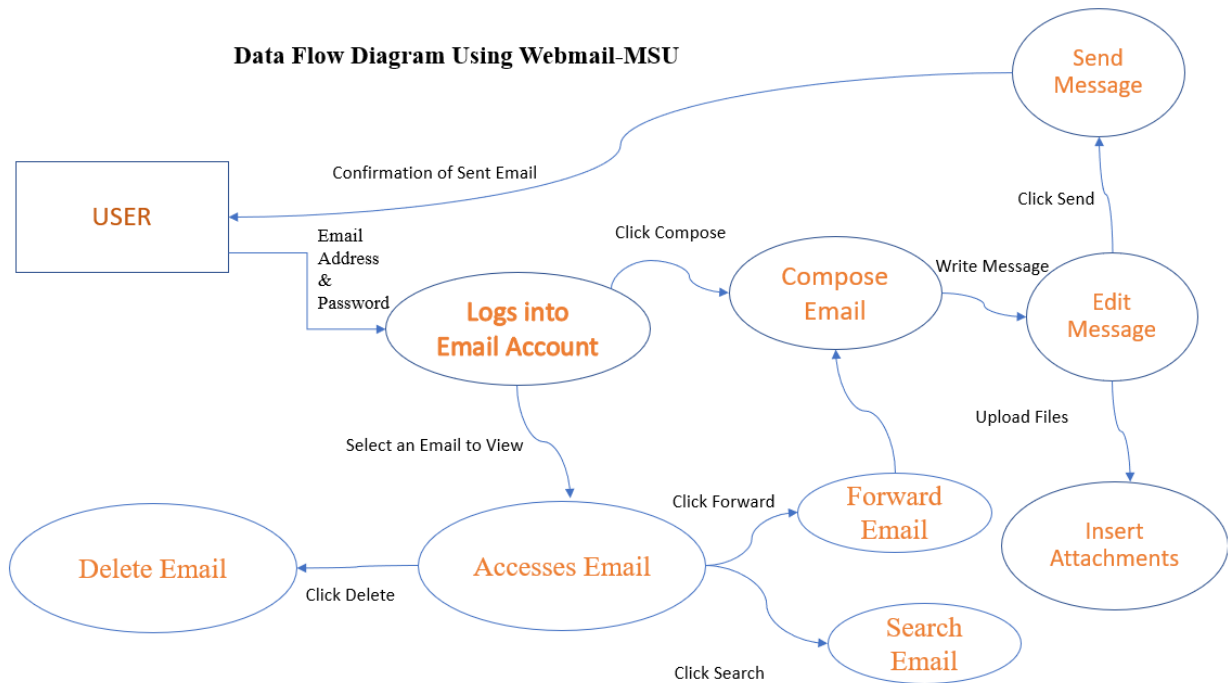 Data Flow Diagram Using Webmail-MSU
Send
Message
Confirmation of Sent Email
USER
Click Send
Email
Address
&
Password
Click Compose
Compose
Email
Write Message
Edit
Message
Logs into
Email Account
Select an Email to View
Upload Files
Click Forward
Forward
Email
Insert
Attachments
Delete Email
Click Delete
Accesses Email
Search
Email
Click Search